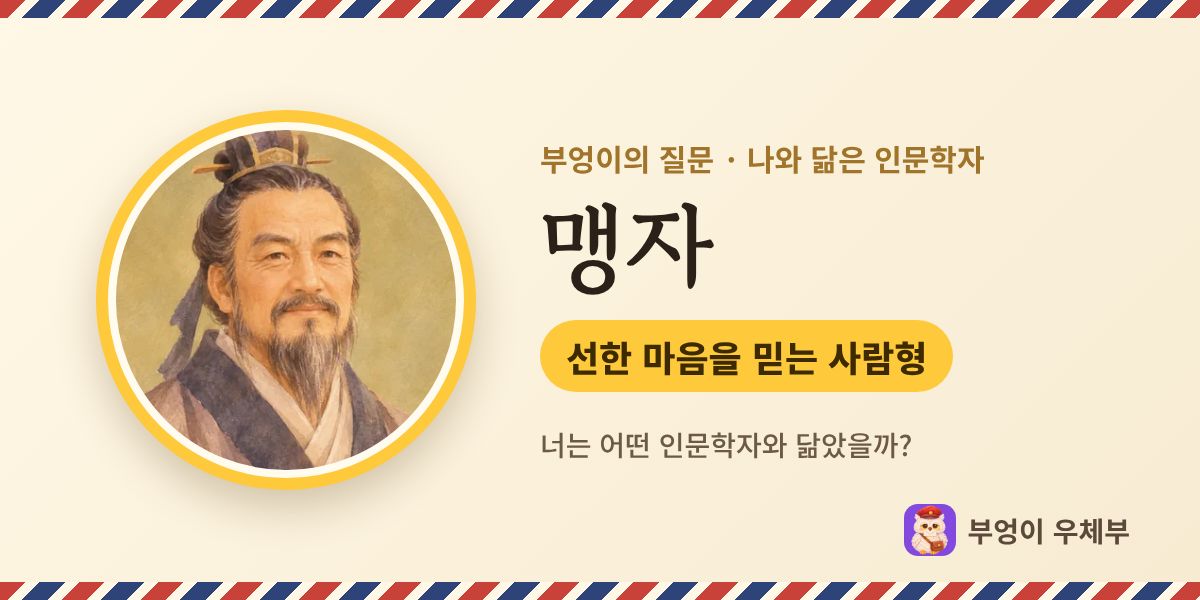 부엉이의 질문 · 나와 닮은 인문학자
맹자
선한 마음을 믿는 사람형
너는 어떤 인문학자와 닮았을까?
부엉이 우체부